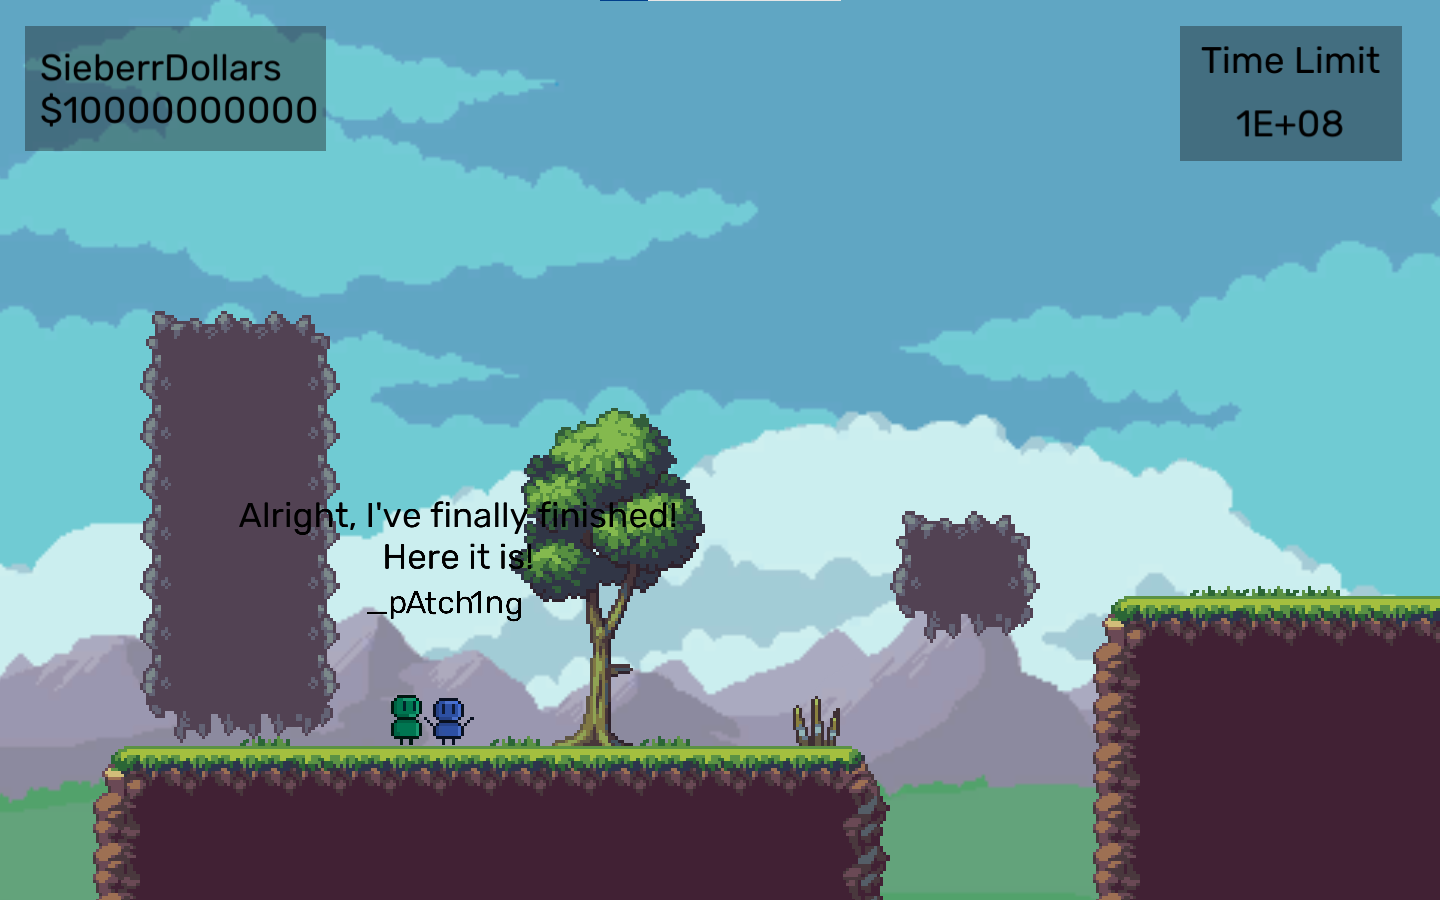 SieberrDollars
$10000000000
Time Limit
1E+08
Alright, I've finally finished!
Here it is!
_pAtch1ng